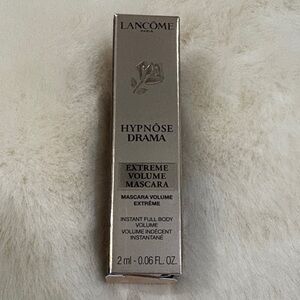 LANCÔME
PARIS
HYPNÔSE
DRAMA
EXTREME
VOLUME
MASCARA
MASCARA VOLUME
EXTRÊME
INSTANT FULL BODY
VOLUME
VOLUME INDÉCENT
INSTANTANÉ
2 ml - 0.06 FL. OZ.